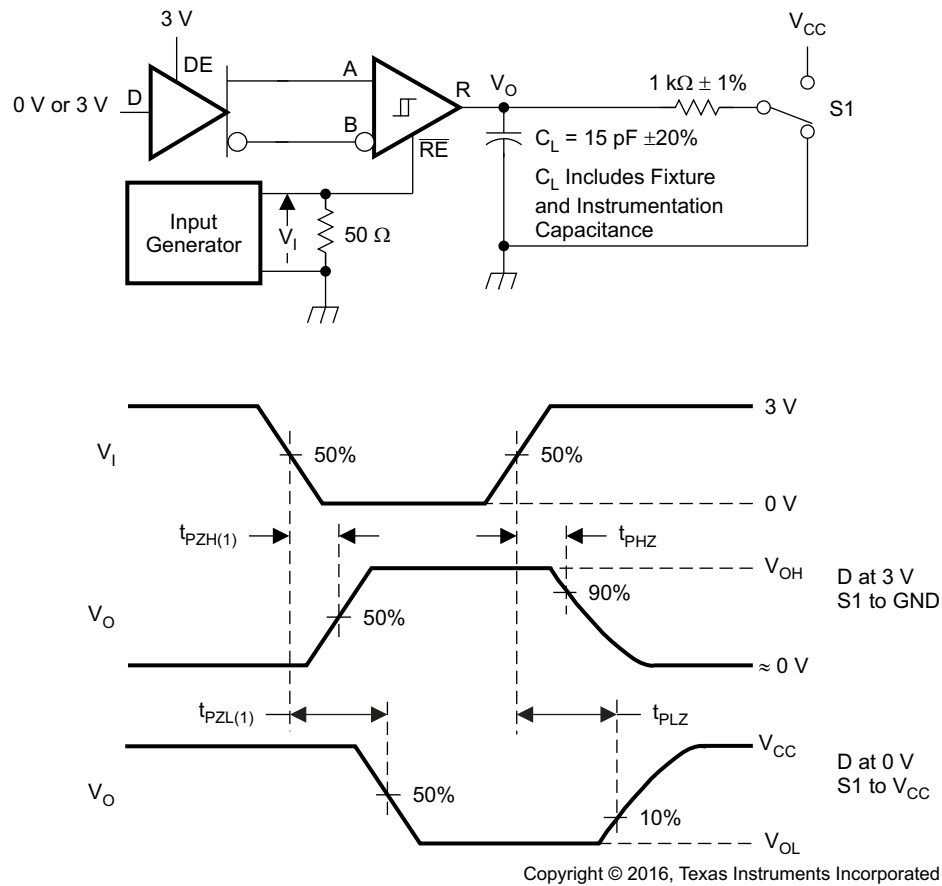 3 V
V_CC
DE
D
0 V or 3 V
A
B
R
V_O
1 kΩ ± 1%
S1
R̅E̅
C_L = 15 pF ±20%
C_L Includes Fixture
and Instrumentation
Capacitance
Input
Generator
V_I
50 Ω
V_I
50%
50%
3 V
0 V
t_PZH(1)
t_PHZ
V_O
50%
90%
V_OH
≈ 0 V
D at 3 V
S1 to GND
t_PZL(1)
t_PLZ
V_O
50%
10%
V_CC
V_OL
D at 0 V
S1 to V_CC
Copyright © 2016, Texas Instruments Incorporated